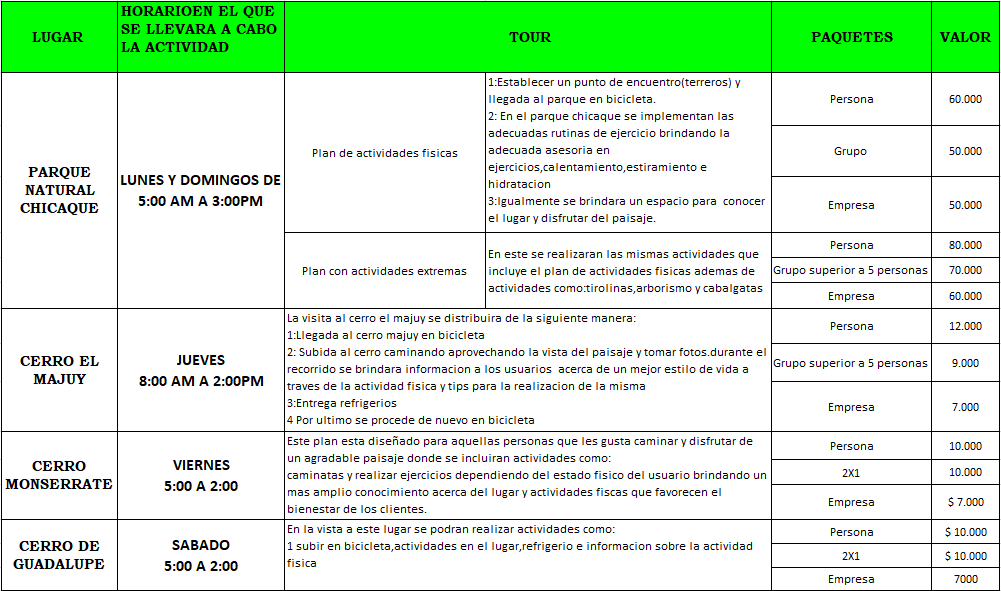 LUGAR
HORARIOEN EL QUE
SE LLEVARA A CABO
LA ACTIVIDAD
TOUR
PAQUETES
VALOR
PARQUE
NATURAL
CHICAQUE
LUNES Y DOMINGOS DE
5:00 AM A 3:00PM
Plan de actividades fisicas
1:Establecer un punto de encuentro(terreros) y
llegada al parque en bicicleta.
2: En el parque chicaque se implementan las
adecuadas rutinas de ejercicio brindando la
adecuada asesoria en
ejercicios,calentamiento,estiramiento e
hidratacion
3:Igualmente se brindara un espacio para conocer
el lugar y disfrutar del paisaje.
Persona
60.000
Grupo
50.000
Empresa
50.000
Plan con actividades extremas
En este se realizaran las mismas actividades que
incluye el plan de actividades fisicas ademas de
actividades como:tirolinas,arborismo y cabalgatas
Persona
80.000
Grupo superior a 5 personas
70.000
Empresa
60.000
CERRO EL
MAJUY
JUEVES
8:00 AM A 2:00PM
La visita al cerro el majuy se distribuira de la siguiente manera:
1:Llegada al cerro majuy en bicicleta
2: Subida al cerro caminando aprovechando la vista del paisaje y tomar fotos.durante el
recorrido se brindara informacion a los usuarios acerca de un mejor estilo de vida a
traves de la actividad fisica y tips para la realizacion de la misma
3:Entrega refrigerios
4 Por ultimo se procede de nuevo en bicicleta
Persona
12.000
Grupo superior a 5 personas
9.000
Empresa
7.000
CERRO
MONSERRATE
VIERNES
5:00 A 2:00
Este plan esta diseñado para aquellas personas que les gusta caminar y disfrutar de
un agradable paisaje donde se incluiran actividades como:
caminatas y realizar ejercicios dependiendo del estado fisico del usuario brindando un
mas amplio conocimiento acerca del lugar y actividades fiscas que favorecen el
bienestar de los clientes.
Persona
10.000
2X1
10.000
Empresa
$ 7.000
CERRO DE
GUADALUPE
SABADO
5:00 A 2:00
En la vista a este lugar se podran realizar actividades como:
1 subir en bicicleta,actividades en el lugar,refrigerio e informacion sobre la actividad
fisica
Persona
$ 10.000
2X1
$ 10.000
Empresa
7000